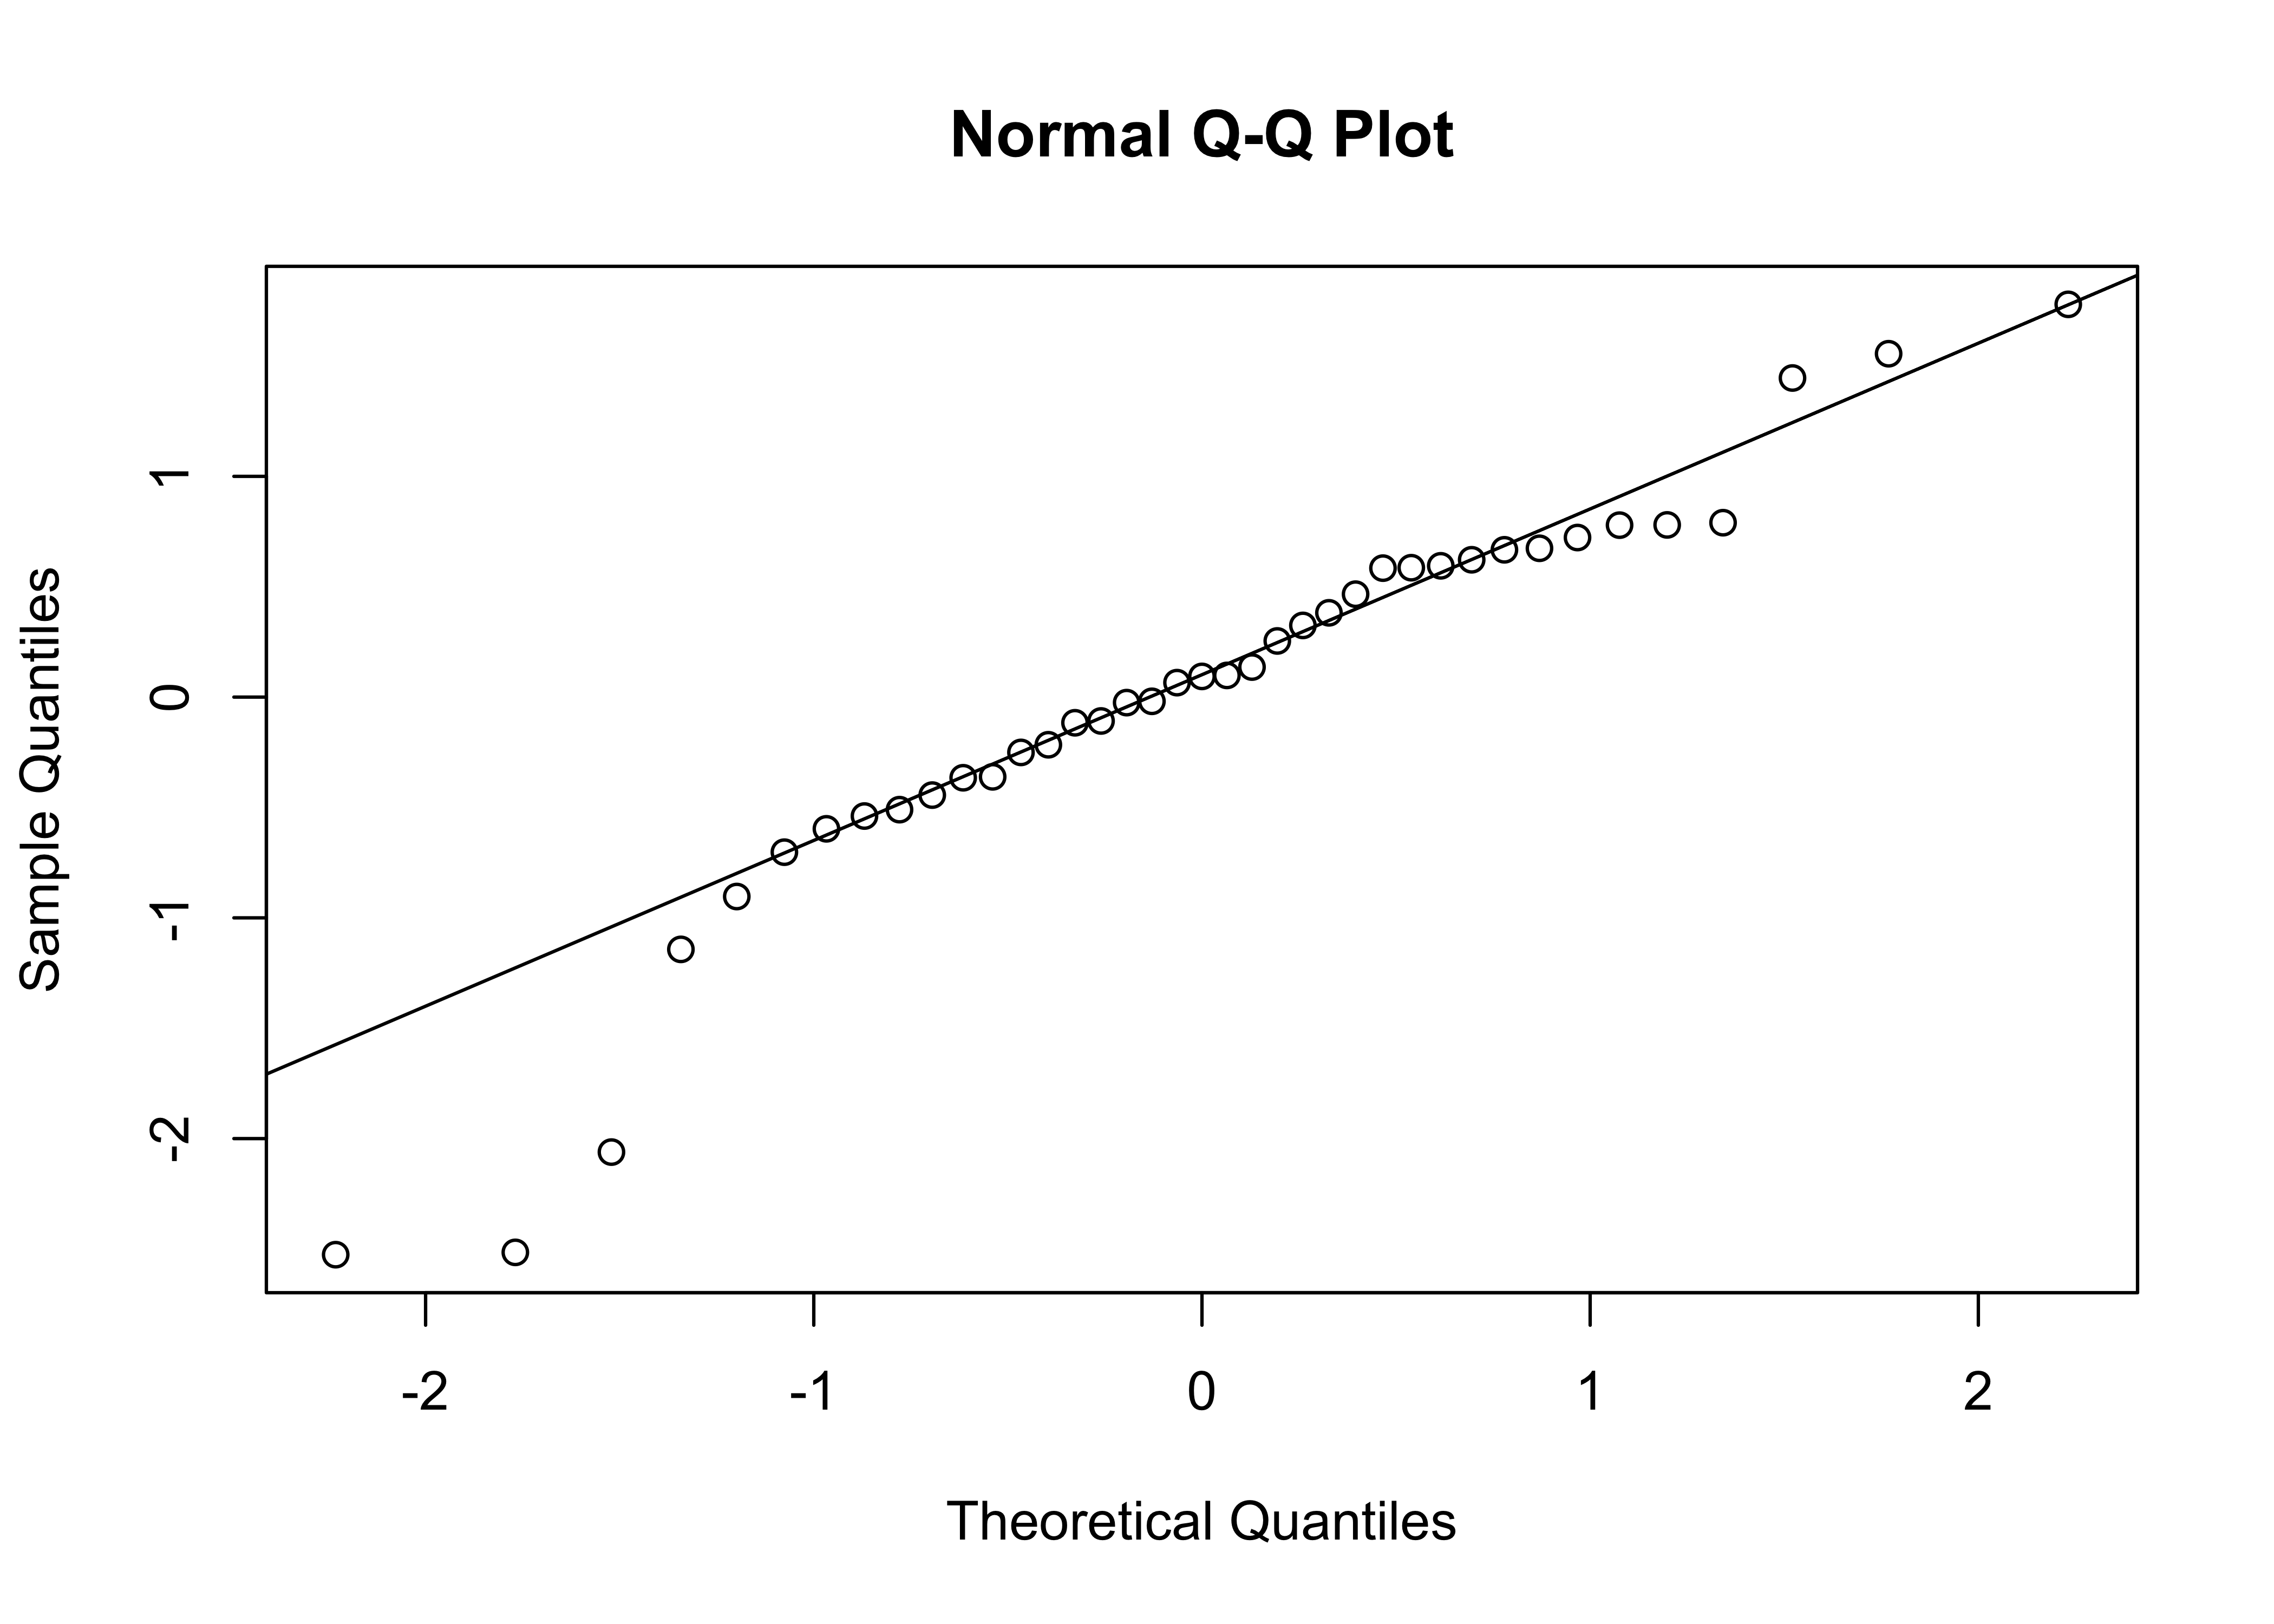 Normal Q-Q Plot
Sample Quantiles
1
0
-1
-2
-2 -1 0 1 2
Theoretical Quantiles